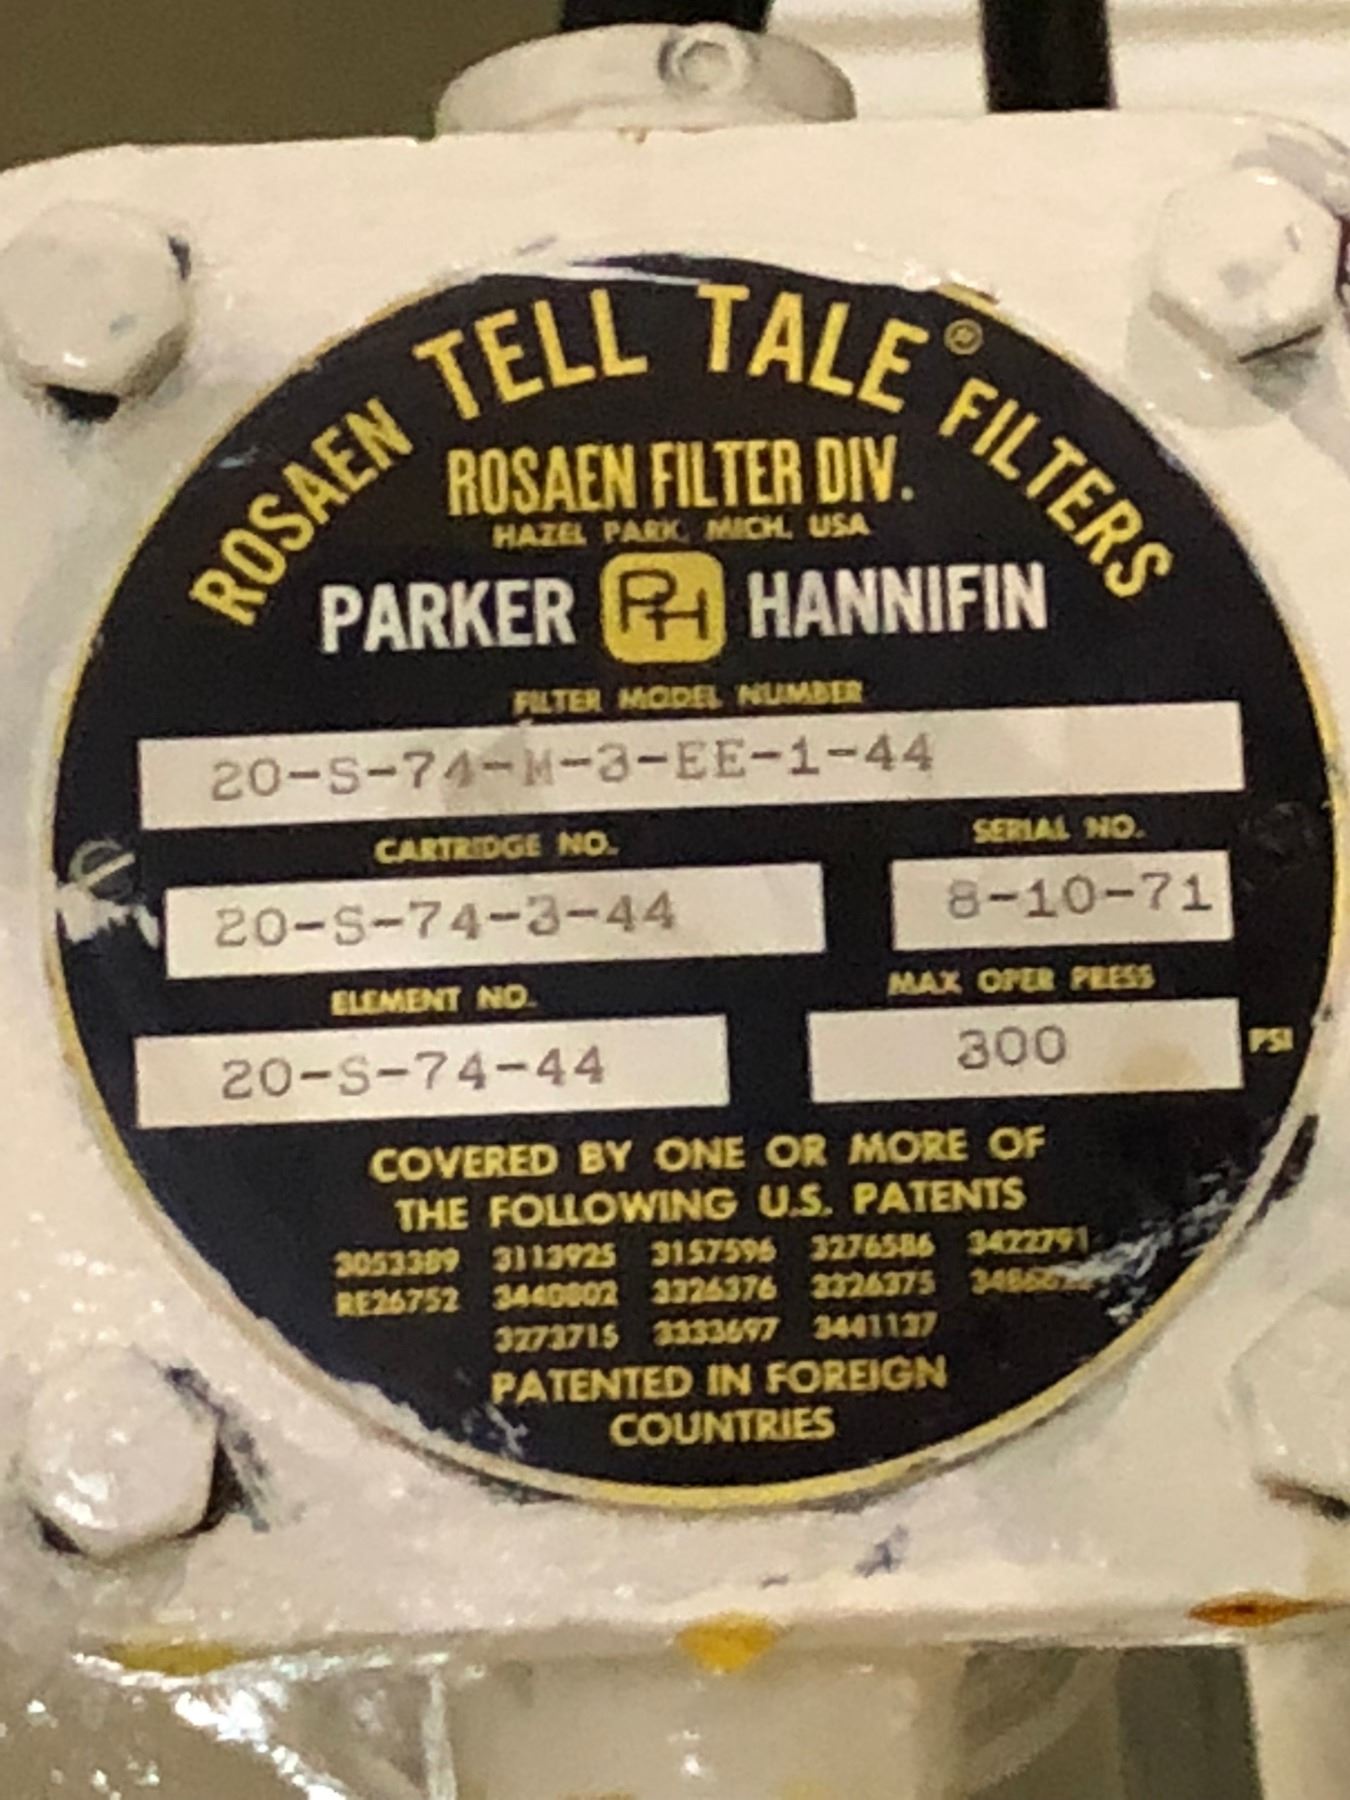 ROSAEN TELL TALE® FILTERS
ROSAEN FILTER DIV.
HAZEL PARK, MICH. USA
PARKER PH HANNIFIN
FILTER MODEL NUMBER
20-S-74-M-3-EE-1-44
CARTRIDGE NO.
SERIAL NO.
20-S-74-3-44
8-10-71
ELEMENT NO.
MAX OPER PRESS
20-S-74-44
300 PSI
COVERED BY ONE OR MORE OF
THE FOLLOWING U.S. PATENTS
3053389 3113925 3157596 3276586 3422791
RE26752 3440802 3326376 3326375
3273715 3333697 3441137
PATENTED IN FOREIGN
COUNTRIES